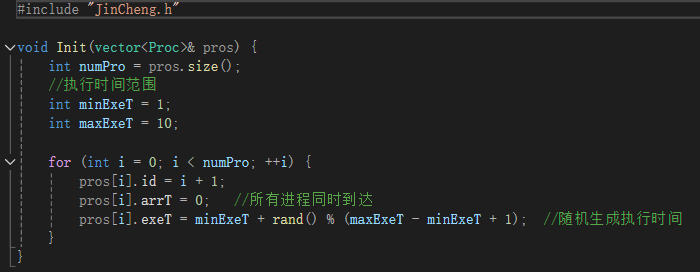 #include "JinCheng.h"
void Init(vector<Proc>& pros) {
int numPro = pros.size();
//执行时间范围
int minExeT = 1;
int maxExeT = 10;
for (int i = 0; i < numPro; ++i) {
pros[i].id = i + 1;
pros[i].arrT = 0;   //所有进程同时到达
pros[i].exeT = minExeT + rand() % (maxExeT - minExeT + 1);  //随机生成执行时间
}
}